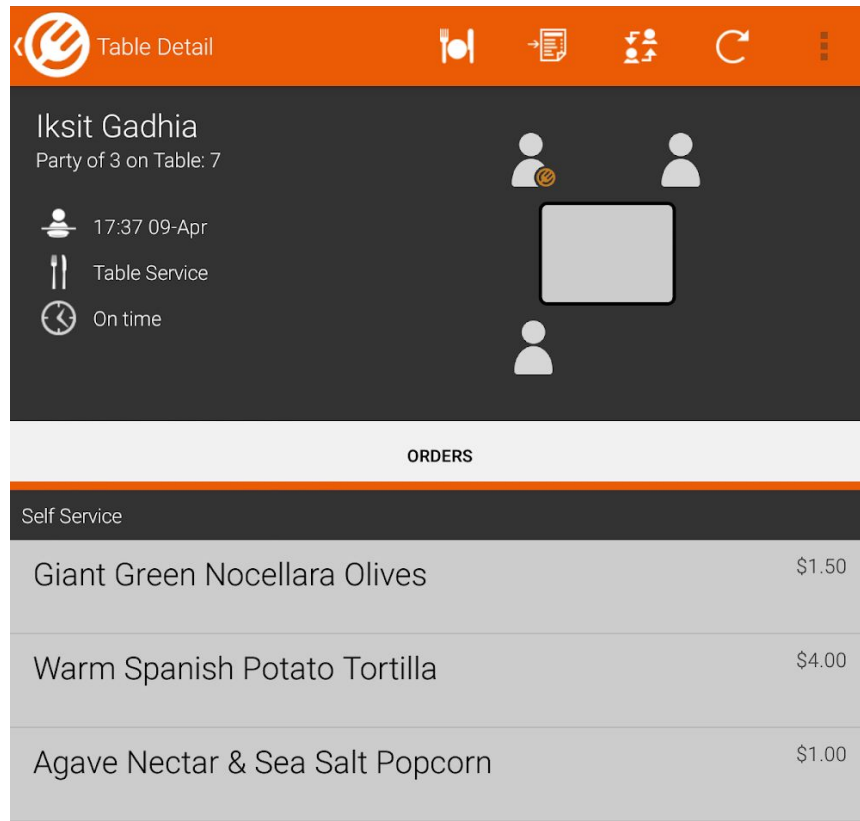 Table Detail
Iksit Gadhia
Party of 3 on Table: 7
17:37 09-Apr
Table Service
On time
ORDERS
Self Service
Giant Green Nocellara Olives $1.50
Warm Spanish Potato Tortilla $4.00
Agave Nectar & Sea Salt Popcorn $1.00